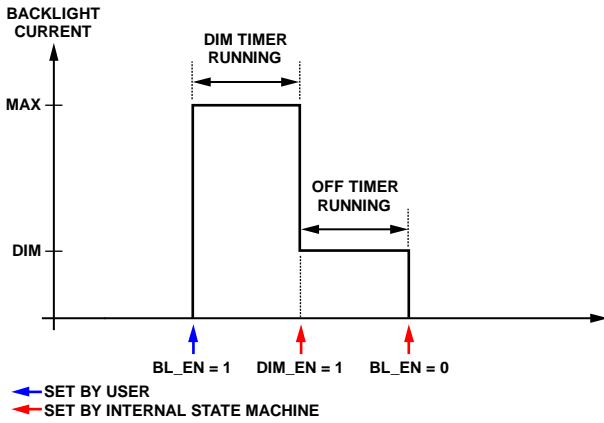 BACKLIGHT
CURRENT
DIM TIMER
RUNNING
MAX
OFF TIMER
RUNNING
DIM
BL_EN = 1 DIM_EN = 1 BL_EN = 0
SET BY USER
SET BY INTERNAL STATE MACHINE